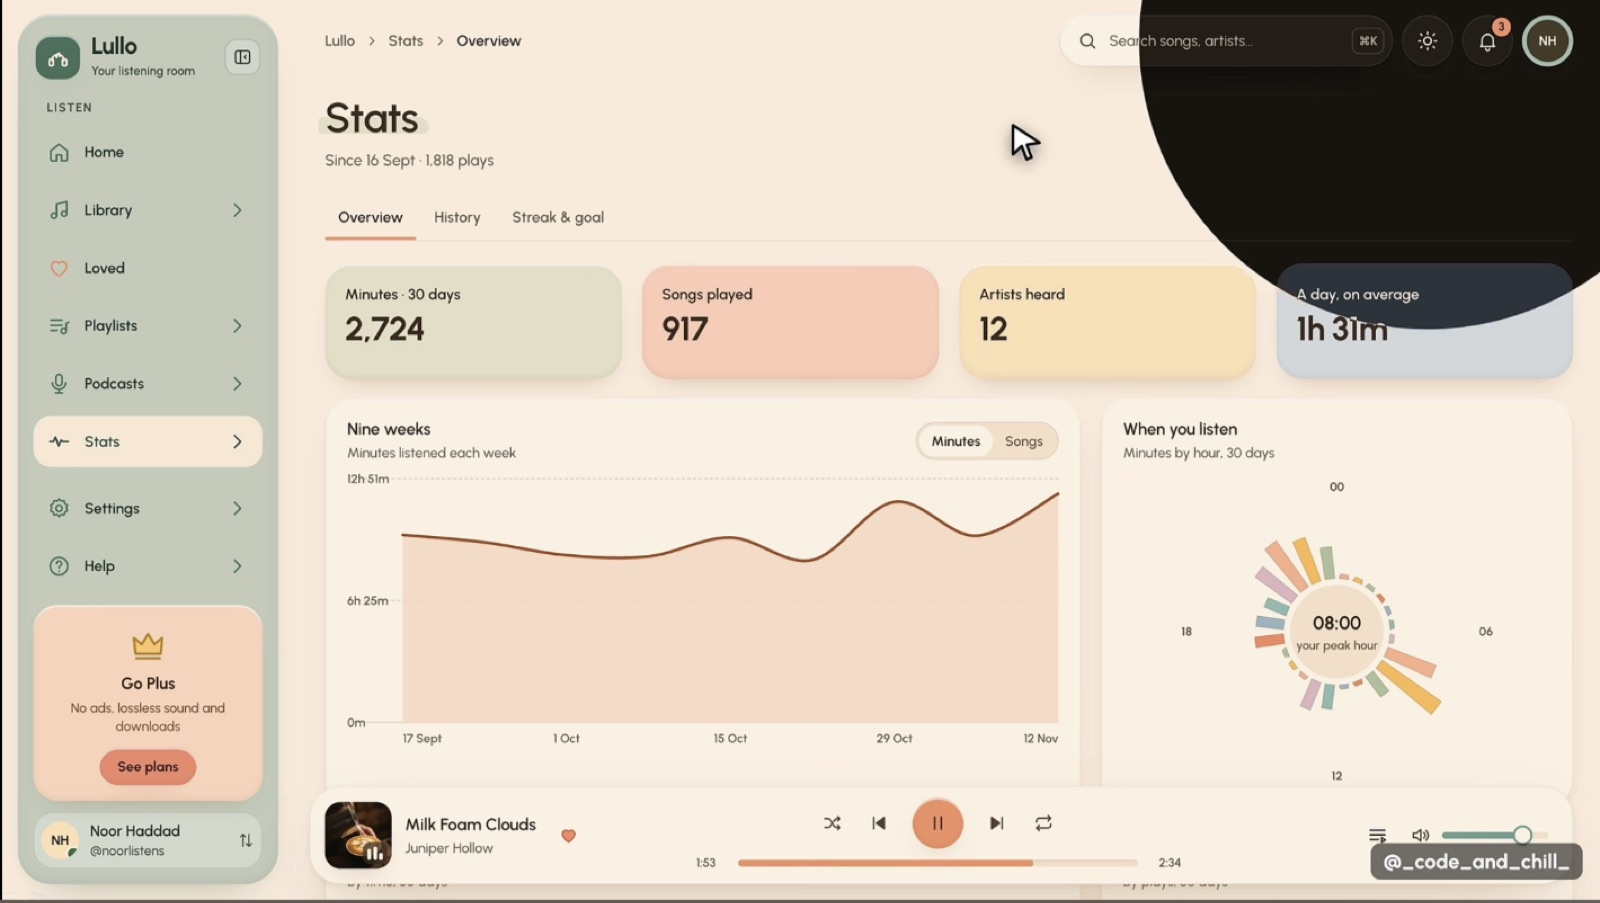 Lullo
Your listening room
LISTEN
Home
Library
Loved
Playlists
Podcasts
Stats
Settings
Help
Go Plus
No ads, lossless sound and
downloads
See plans
NH
Noor Haddad
@noorlistens
Lullo > Stats > Overview
Search songs, artists...
⌘K
3
NH
Stats
Since 16 Sept · 1,818 plays
Overview
History
Streak & goal
Minutes · 30 days
2,724
Songs played
917
Artists heard
12
A day, on average
1h 31m
Nine weeks
Minutes listened each week
Minutes
Songs
12h 51m
6h 25m
0m
17 Sept
1 Oct
15 Oct
29 Oct
12 Nov
When you listen
Minutes by hour, 30 days
00
18
08:00
your peak hour
06
12
Milk Foam Clouds
Juniper Hollow
1:53
2:34
@_code_and_chill_